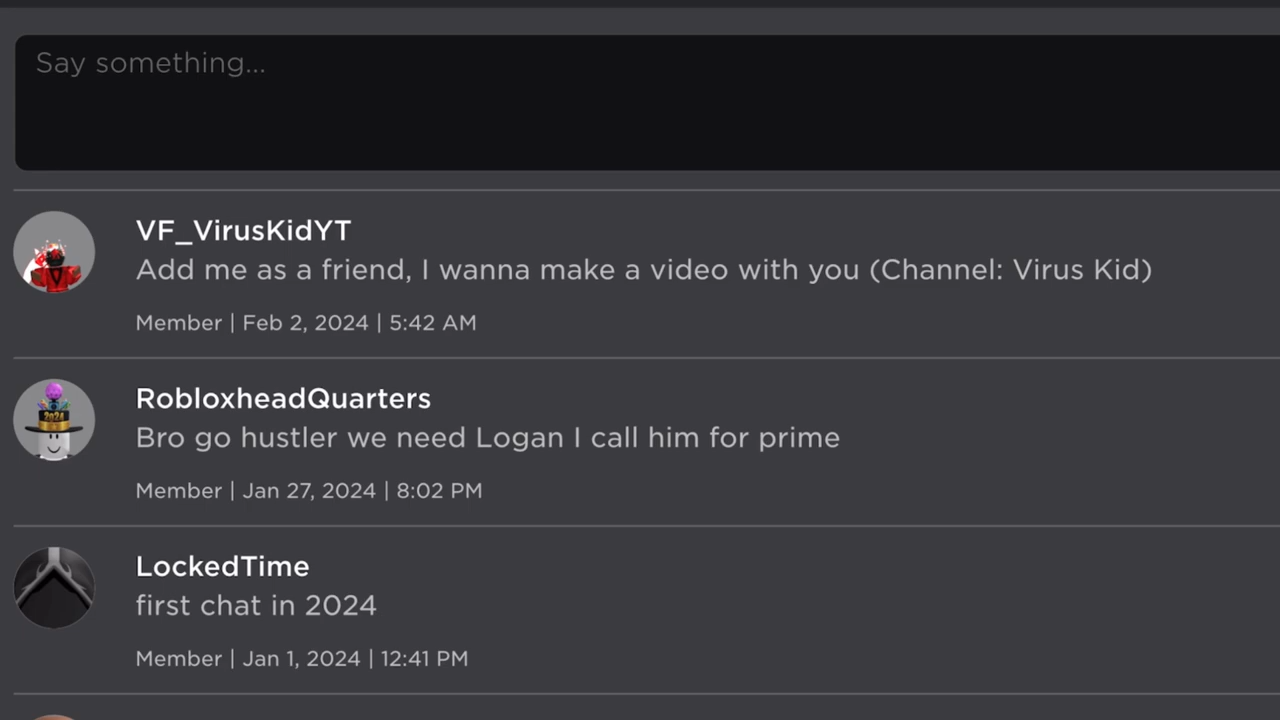 Say something...
VF_VirusKidYT
Add me as a friend, I wanna make a video with you (Channel: Virus Kid)
Member | Feb 2, 2024 | 5:42 AM
2024
RobloxheadQuarters
Bro go hustler we need Logan I call him for prime
Member | Jan 27, 2024 | 8:02 PM
LockedTime
first chat in 2024
Member | Jan 1, 2024 | 12:41 PM